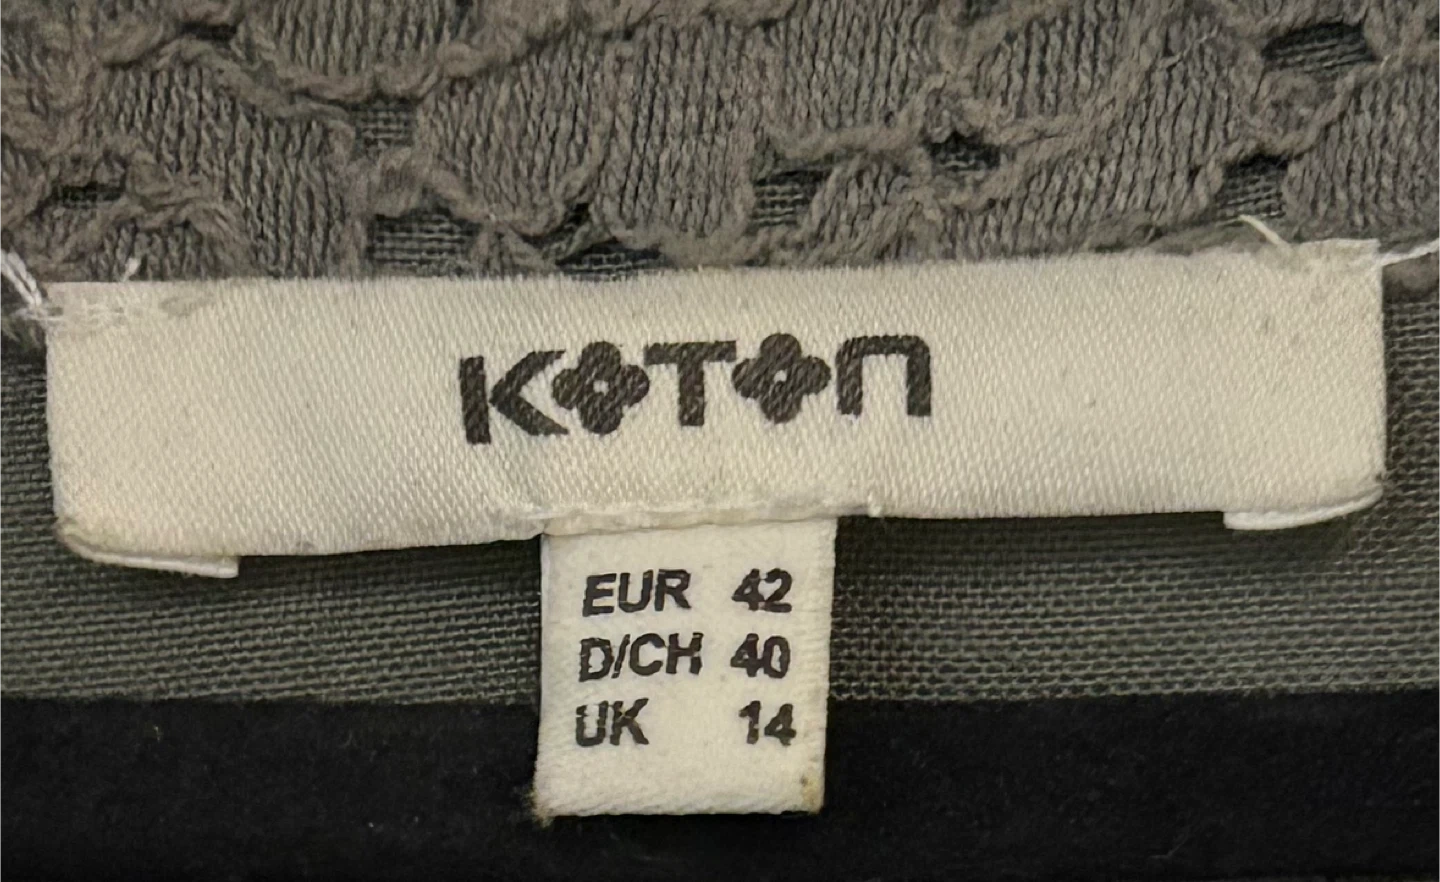 KOTON
EUR 42
D/CH 40
UK 14